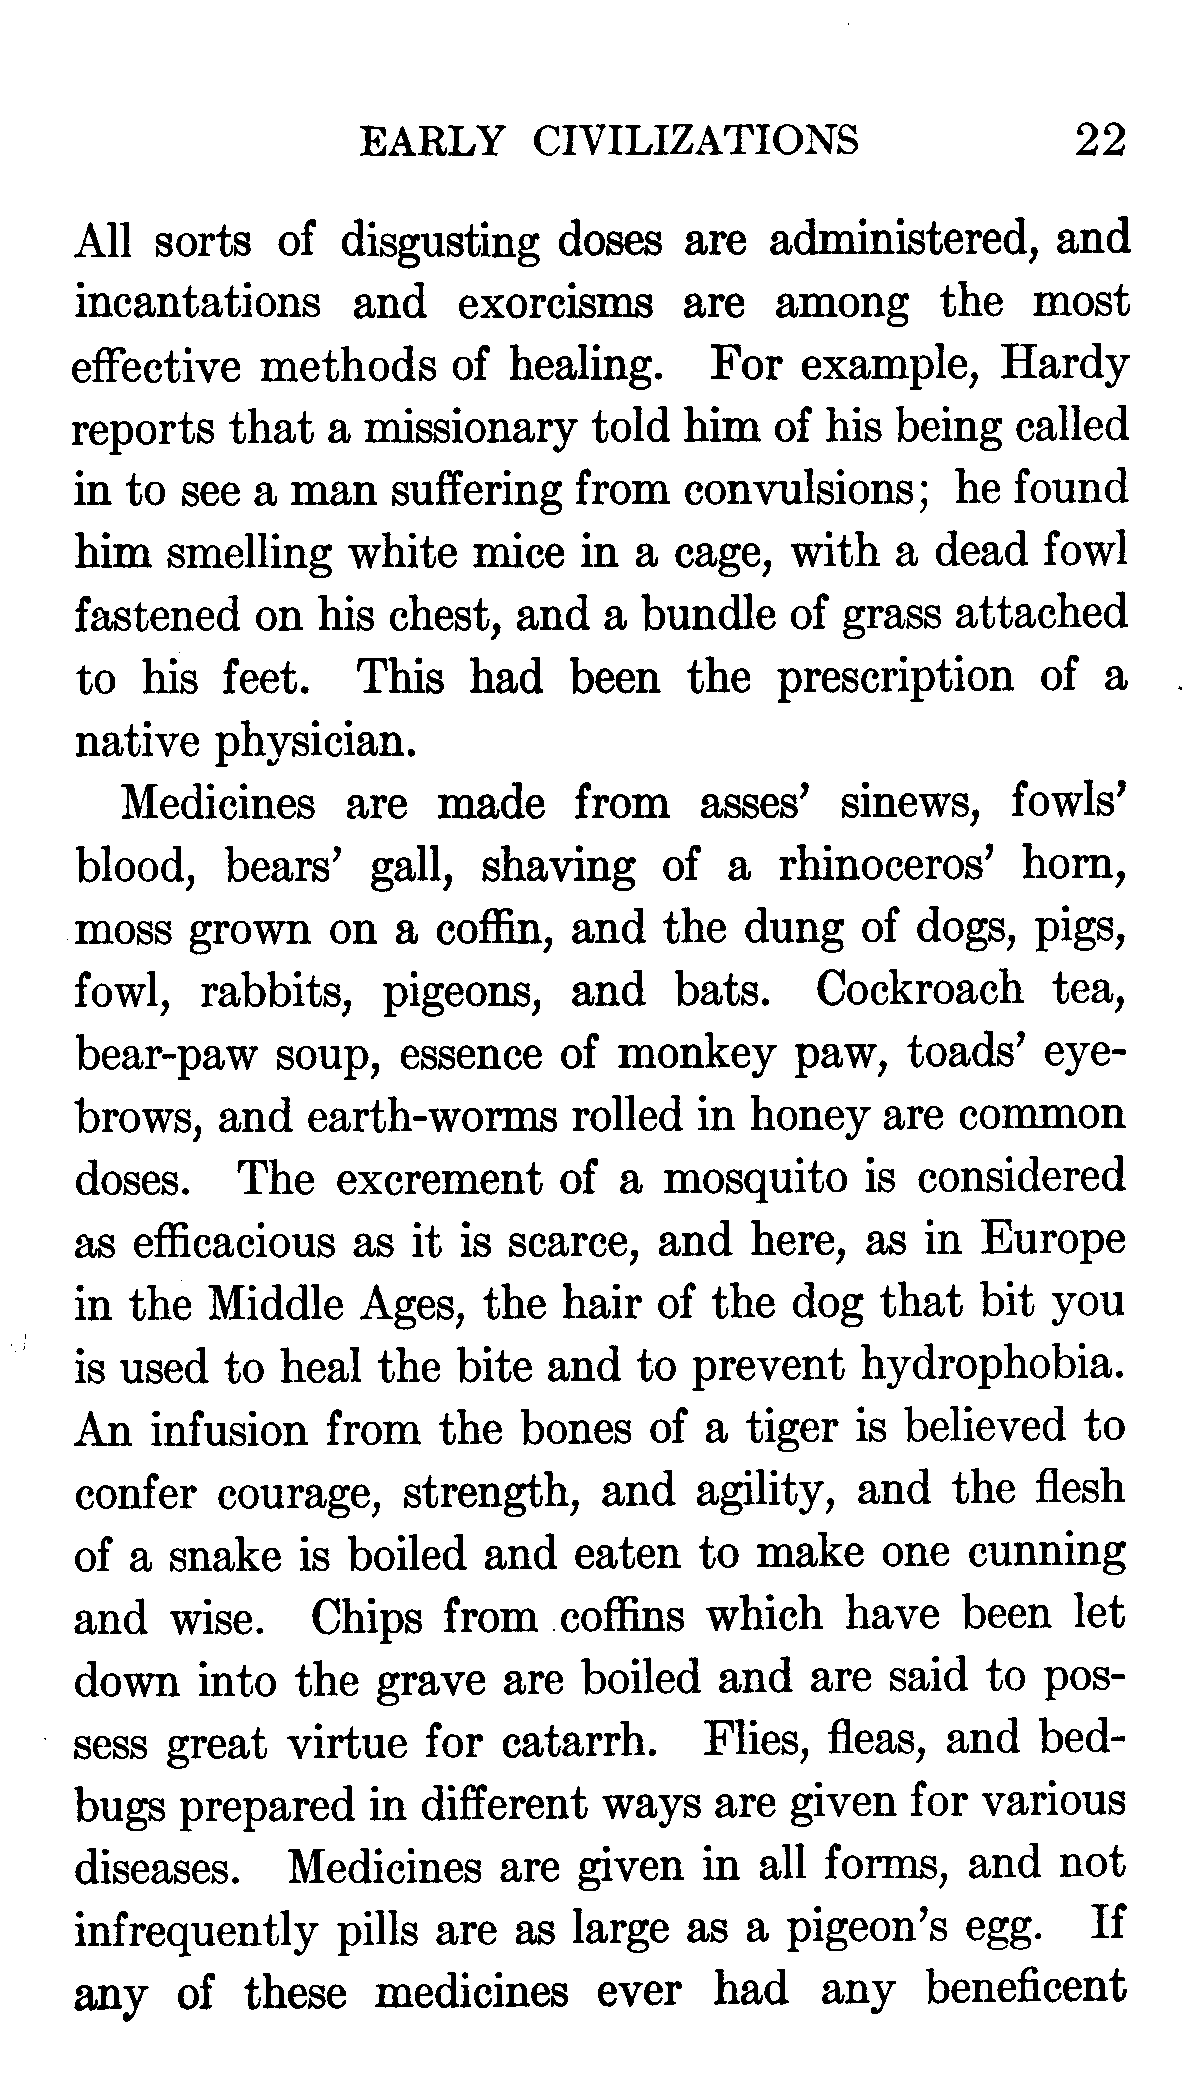 EARLY CIVILIZATIONS 22
All sorts of disgusting doses are administered, and
incantations and exorcisms are among the most
effective methods of healing. For example, Hardy
reports that a missionary told him of his being called
in to see a man suffering from convulsions; he found
him smelling white mice in a cage, with a dead fowl
fastened on his chest, and a bundle of grass attached
to his feet. This had been the prescription of a
native physician.
Medicines are made from asses' sinews, fowls'
blood, bears' gall, shaving of a rhinoceros' horn,
moss grown on a coffin, and the dung of dogs, pigs,
fowl, rabbits, pigeons, and bats. Cockroach tea,
bear-paw soup, essence of monkey paw, toads' eye-
brows, and earth-worms rolled in honey are common
doses. The excrement of a mosquito is considered
as efficacious as it is scarce, and here, as in Europe
in the Middle Ages, the hair of the dog that bit you
is used to heal the bite and to prevent hydrophobia.
An infusion from the bones of a tiger is believed to
confer courage, strength, and agility, and the flesh
of a snake is boiled and eaten to make one cunning
and wise. Chips from coffins which have been let
down into the grave are boiled and are said to pos-
sess great virtue for catarrh. Flies, fleas, and bed-
bugs prepared in different ways are given for various
diseases. Medicines are given in all forms, and not
infrequently pills are as large as a pigeon's egg. If
any of these medicines ever had any beneficent